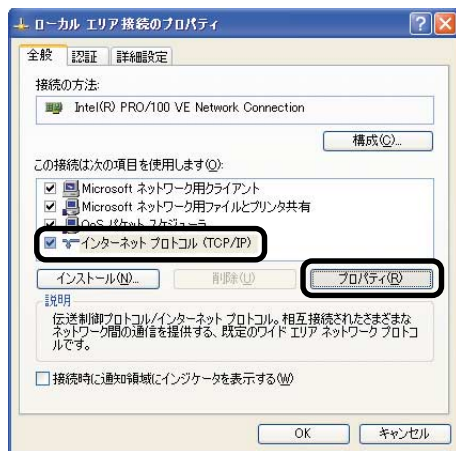 ローカル エリア接続のプロパティ
全般 認証 詳細設定
接続の方法:
Intel(R) PRO/100 VE Network Connection
構成(C)...
この接続は次の項目を使用します(O):
Microsoft ネットワーク用クライアント
Microsoft ネットワーク用ファイルとプリンタ共有
QoS パケット スケジューラ
インターネット プロトコル (TCP/IP)
インストール(N)... 削除(U) プロパティ(R)
説明
伝送制御プロトコル/インターネット プロトコル。相互接続されたさまざまな
ネットワーク間の通信を提供する、既定のワイド エリア ネットワーク プロトコ
ルです。
接続時に通知領域にインジケータを表示する(W)
OK キャンセル